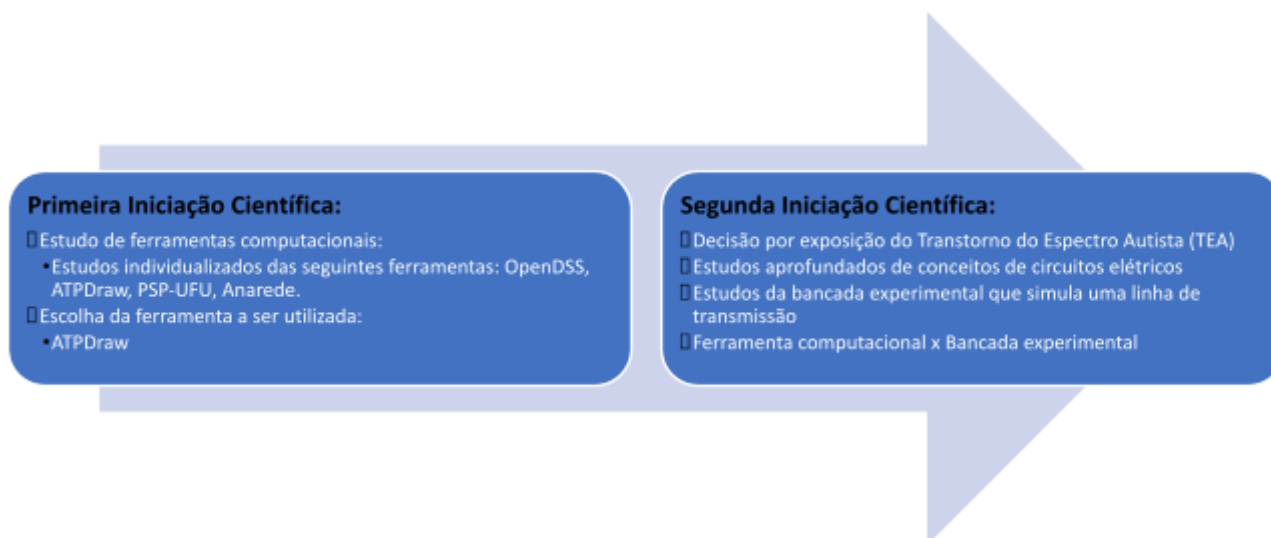 Primeira Iniciação Científica:
Estudo de ferramentas computacionais:
•Estudos individualizados das seguintes ferramentas: OpenDSS,
ATPDraw, PSP-UFU, Anarede.
Escolha da ferramenta a ser utilizada:
•ATPDraw
Segunda Iniciação Científica:
Decisão por exposição do Transtorno do Espectro Autista (TEA)
Estudos aprofundados de conceitos de circuitos elétricos
Estudos da bancada experimental que simula uma linha de
transmissão
Ferramenta computacional x Bancada experimental